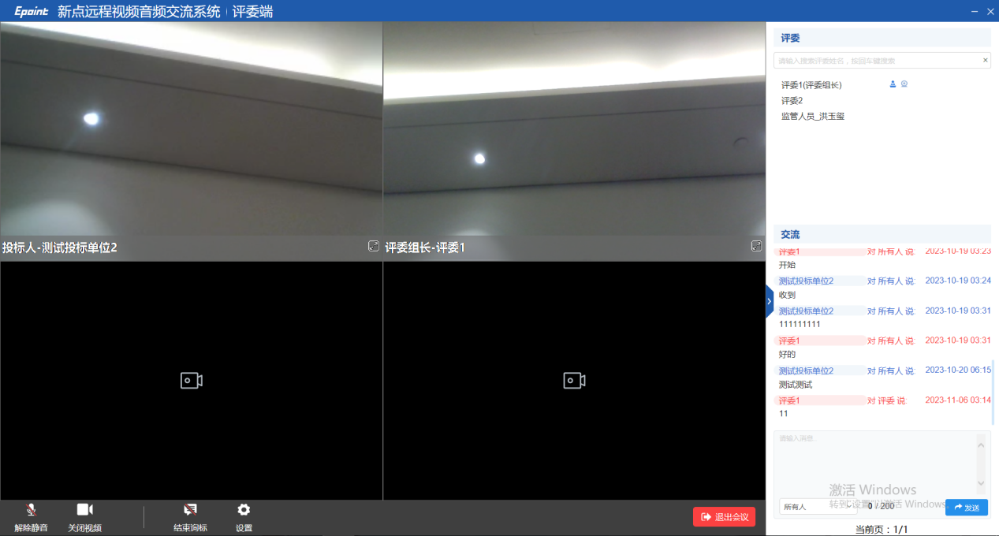 Epoint 新点远程视频音频交流系统 | 评委端
投标人-测试投标单位2
评委组长-评委1
解除静音
关闭视频
结束询标
设置
退出会议
评委
请输入搜索评委姓名，按回车键搜索
评委1(评委组长)
评委2
监管人员_洪玉玺
交流
评委1 对 所有人 说: 2023-10-19 03:23
开始
测试投标单位2 对 所有人 说: 2023-10-19 03:24
收到
测试投标单位2 对 所有人 说: 2023-10-19 03:31
111111111
评委1 对 所有人 说: 2023-10-19 03:31
好的
测试投标单位2 对 所有人 说: 2023-10-20 06:15
测试测试
评委1 对 评委 说: 2023-11-06 03:14
11
请输入消息...
激活 Windows
转到"设置"以激活 Windows
所有人
0 / 200
发送
当前页：1/1